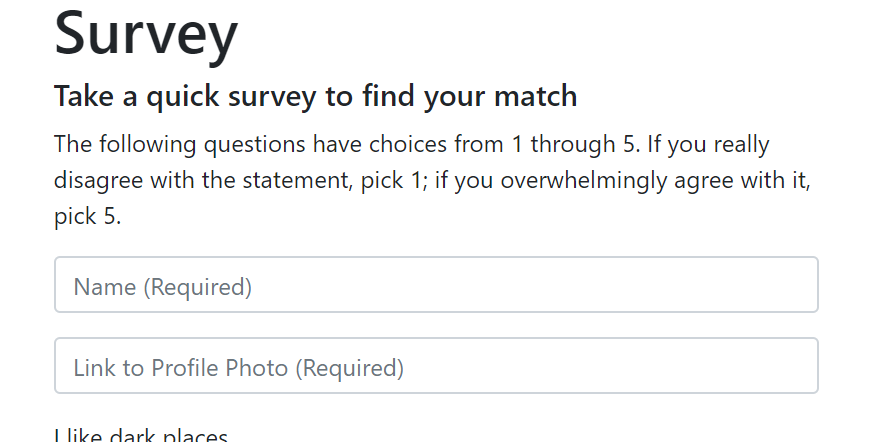 Survey
Take a quick survey to find your match
The following questions have choices from 1 through 5. If you really
disagree with the statement, pick 1; if you overwhelmingly agree with it,
pick 5.
Name (Required)
Link to Profile Photo (Required)
I like dark places